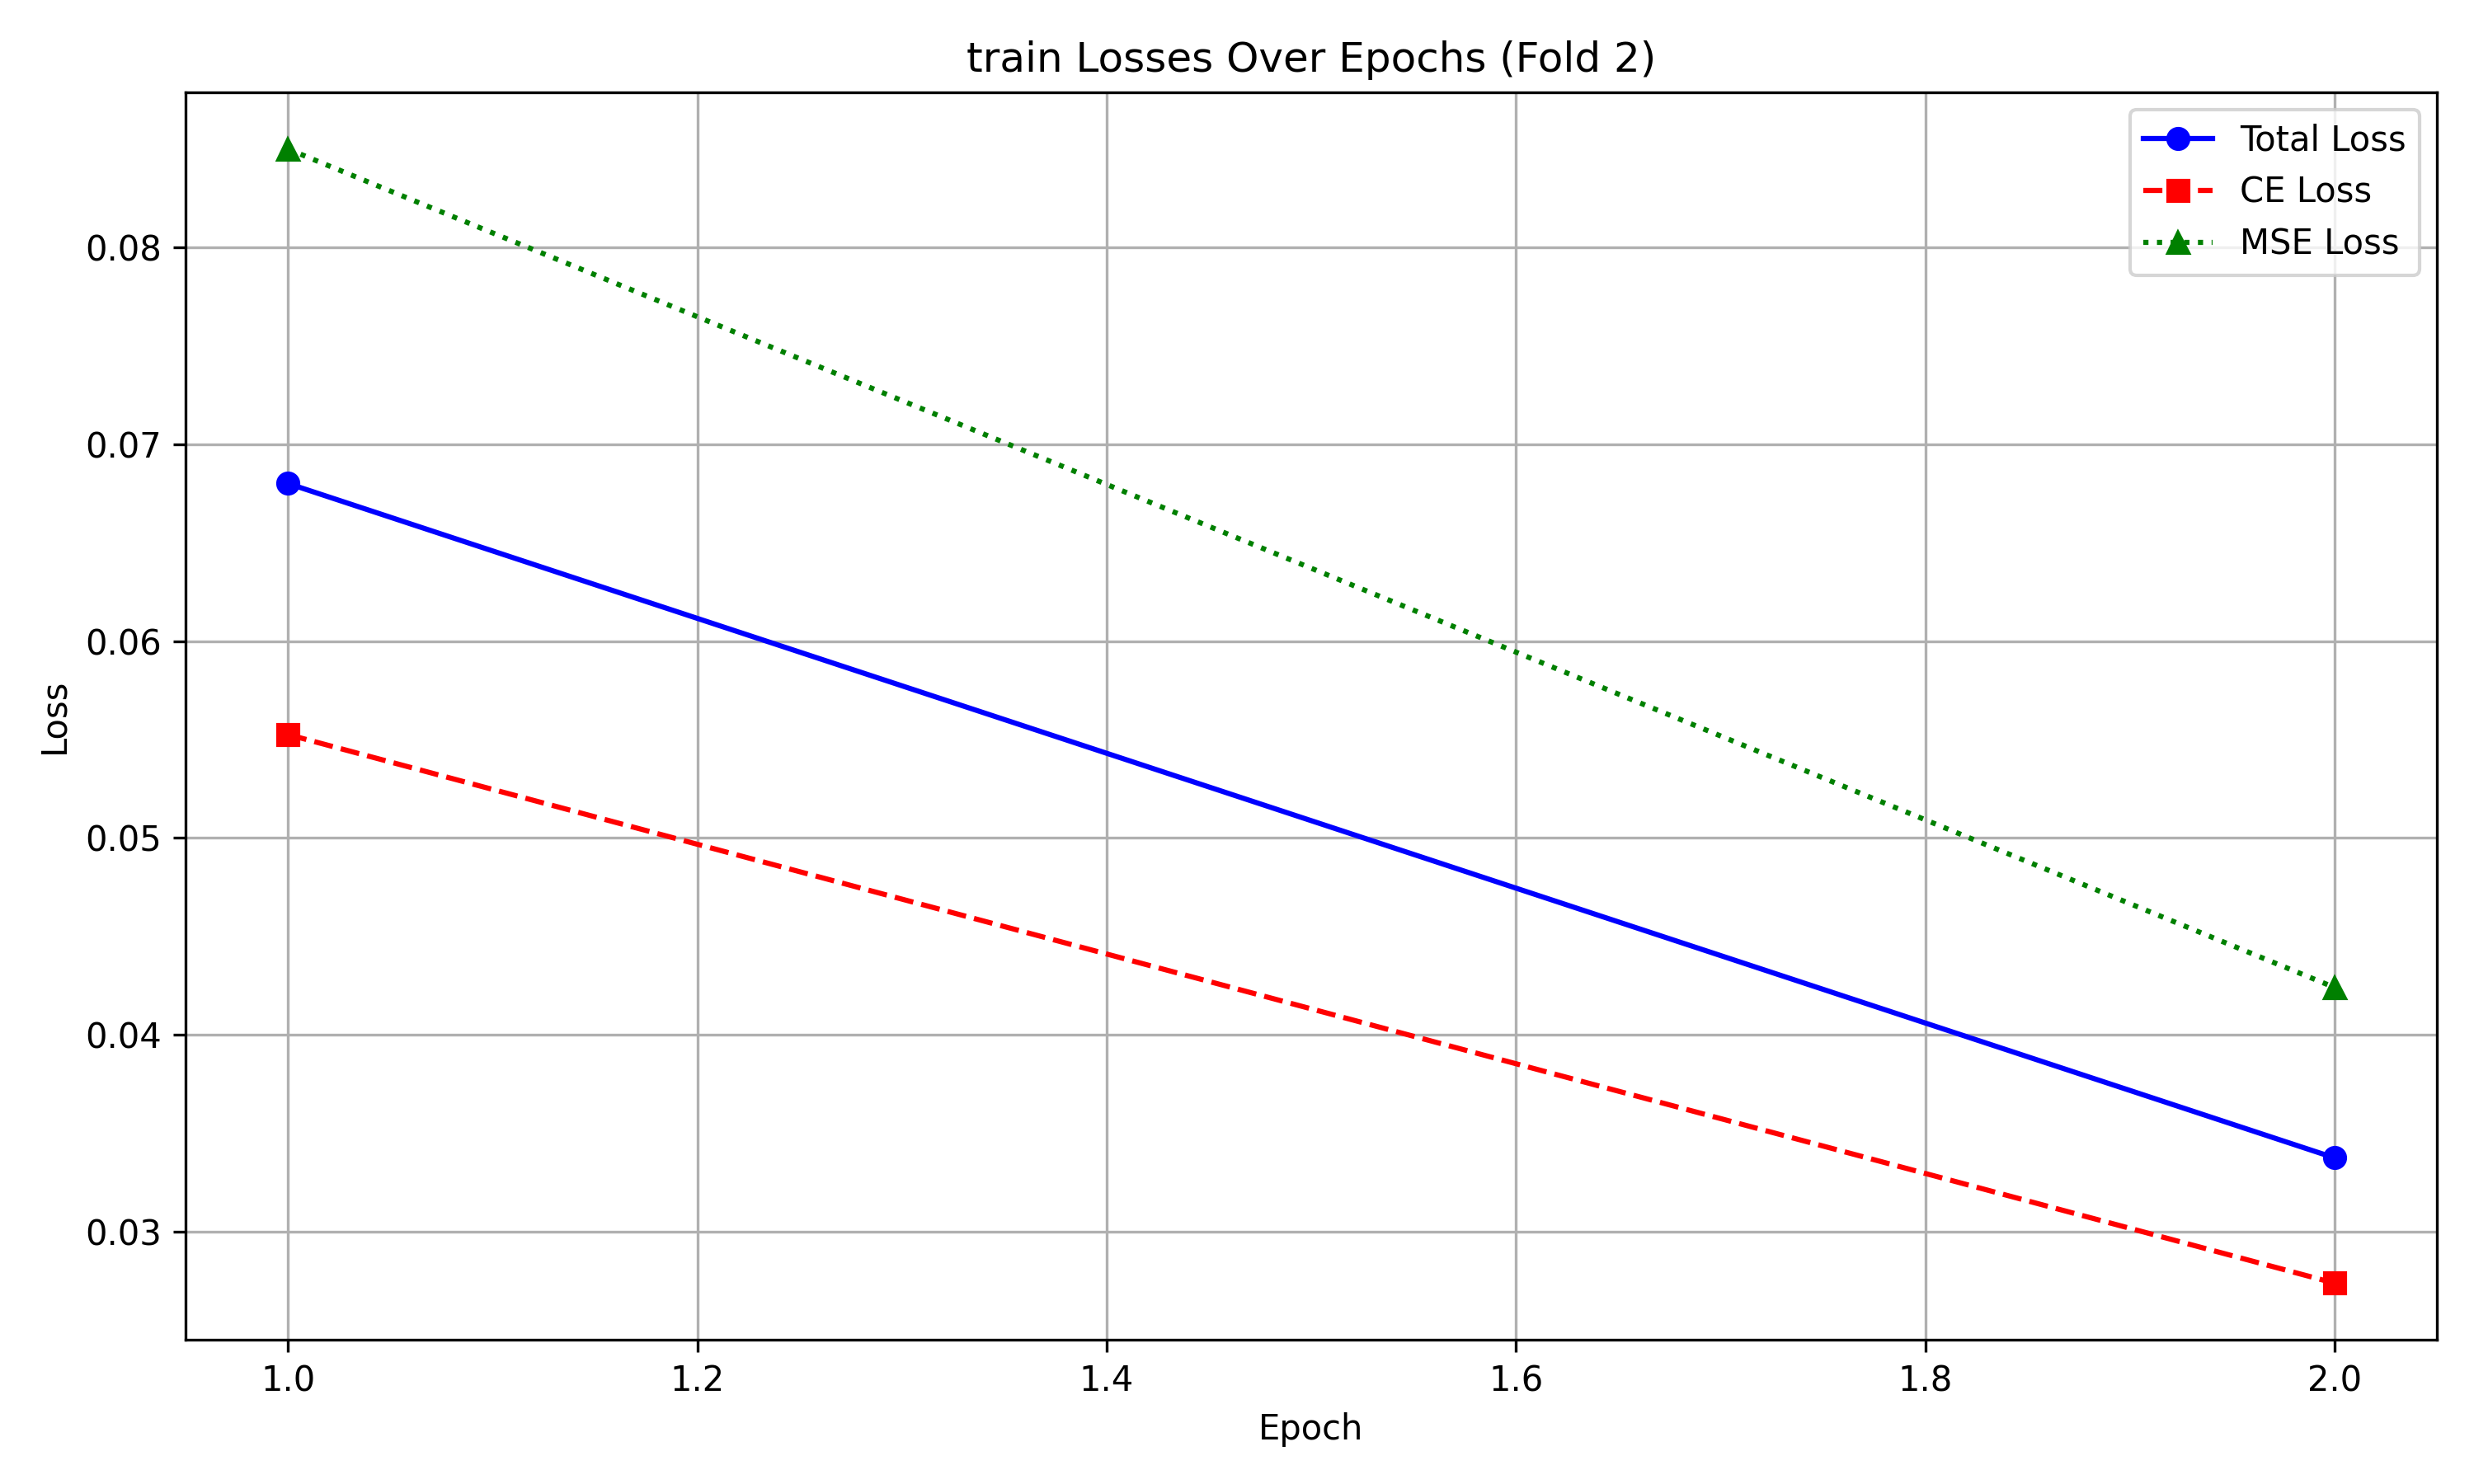 train Losses Over Epochs (Fold 2)
Total Loss
CE Loss
MSE Loss
0.08
0.07
0.06
0.05
0.04
0.03
Loss
1.0 1.2 1.4 1.6 1.8 2.0
Epoch